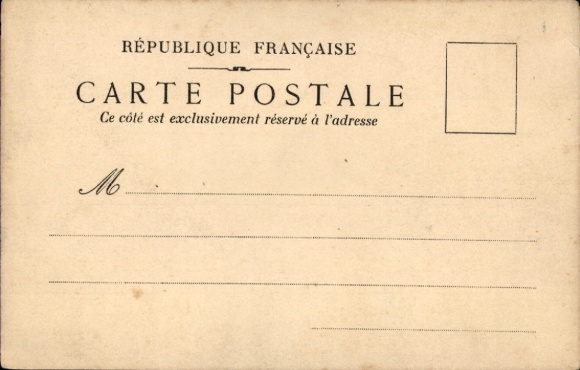 RÉPUBLIQUE FRANÇAISE
CARTE POSTALE
Ce côté est exclusivement réservé à l'adresse
M